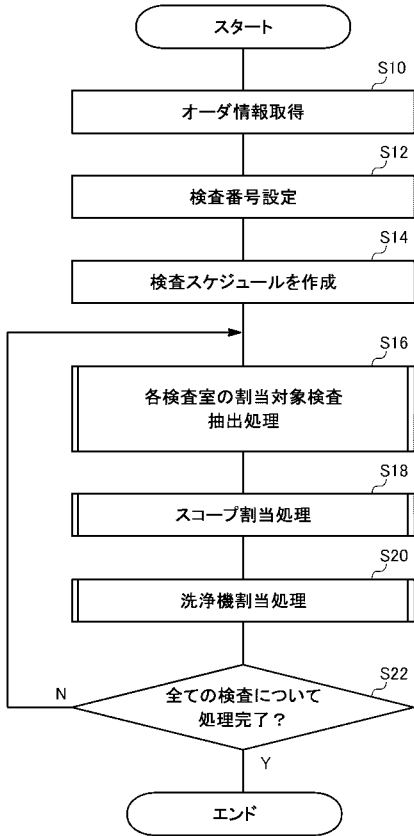 スタート
S10
オーダ情報取得
S12
検査番号設定
S14
検査スケジュールを作成
S16
各検査室の割当対象検査
抽出処理
S18
スコープ割当処理
S20
洗浄機割当処理
S22
全ての検査について
処理完了?
N
Y
エンド